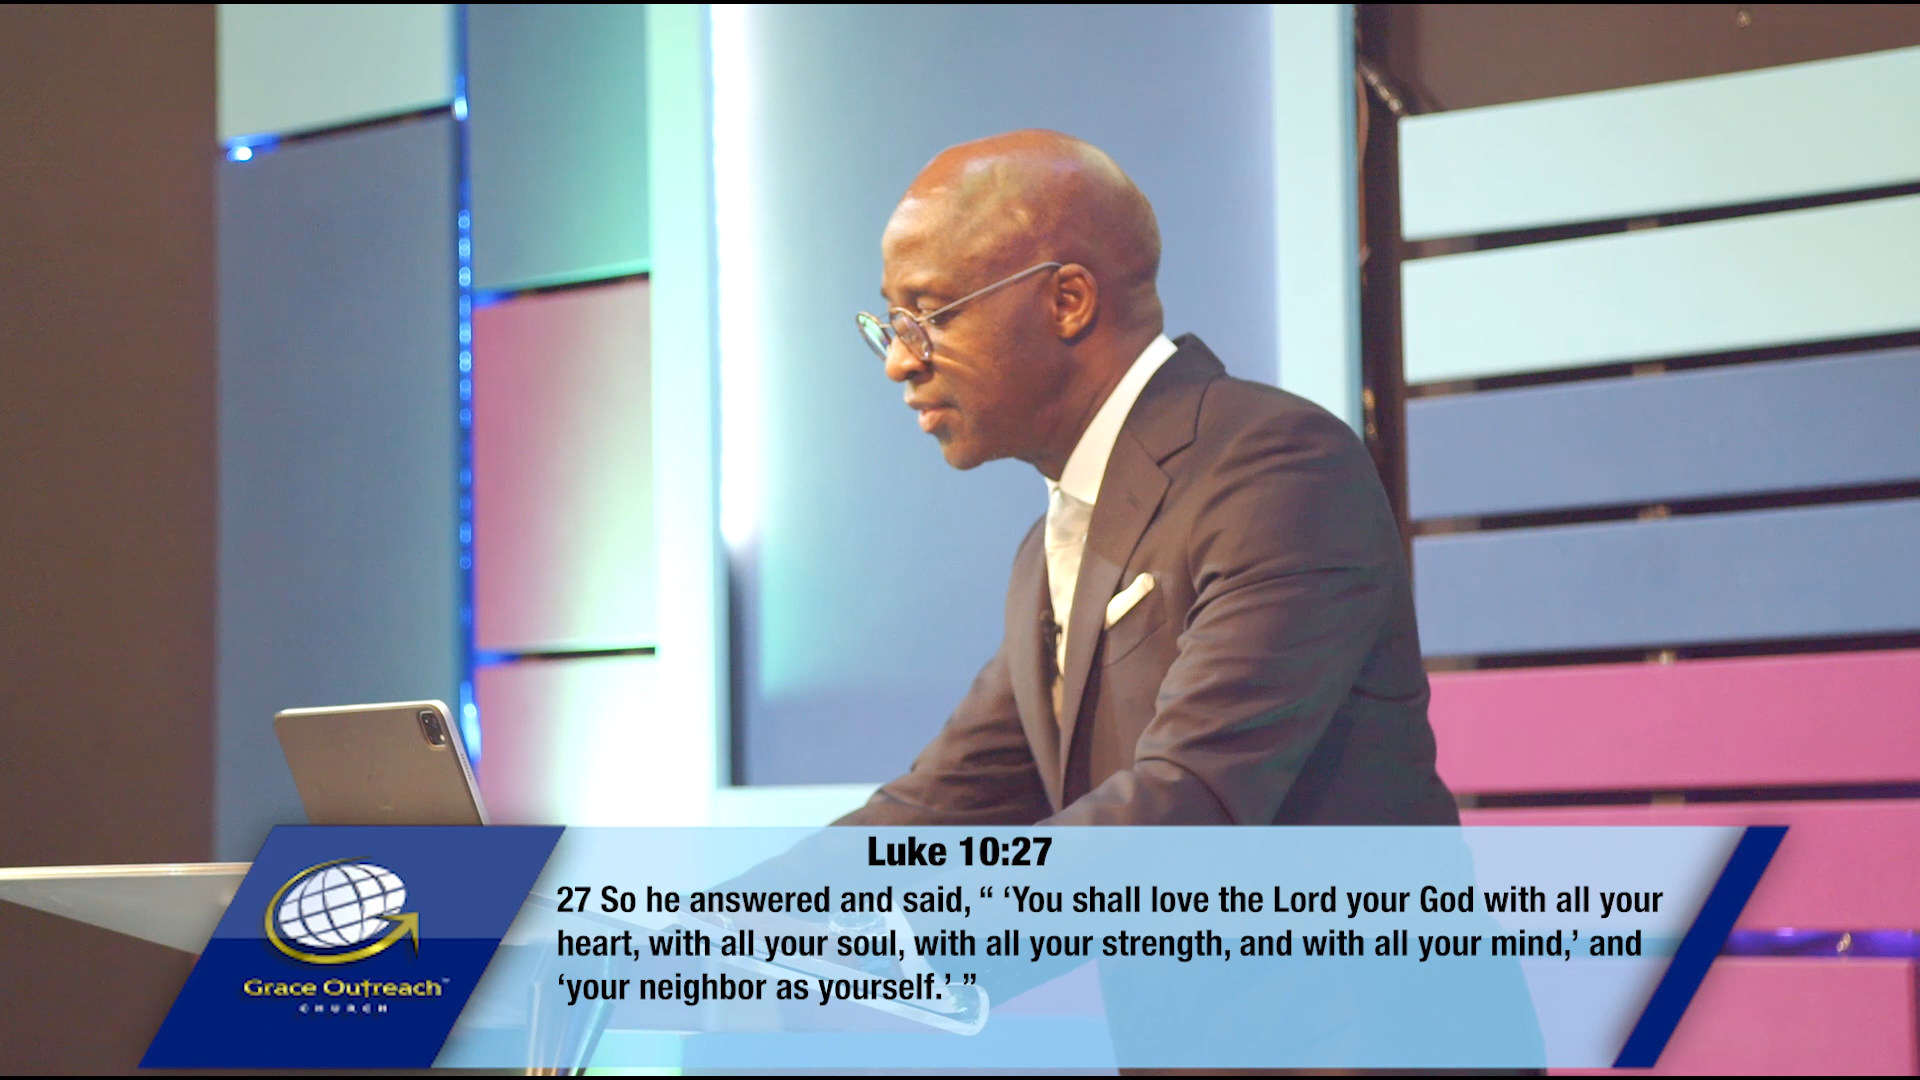 Luke 10:27
27 So he answered and said, “ ‘You shall love the Lord your God with all your
heart, with all your soul, with all your strength, and with all your mind,’ and
‘your neighbor as yourself.’ ”
Grace Outreach™
CHURCH